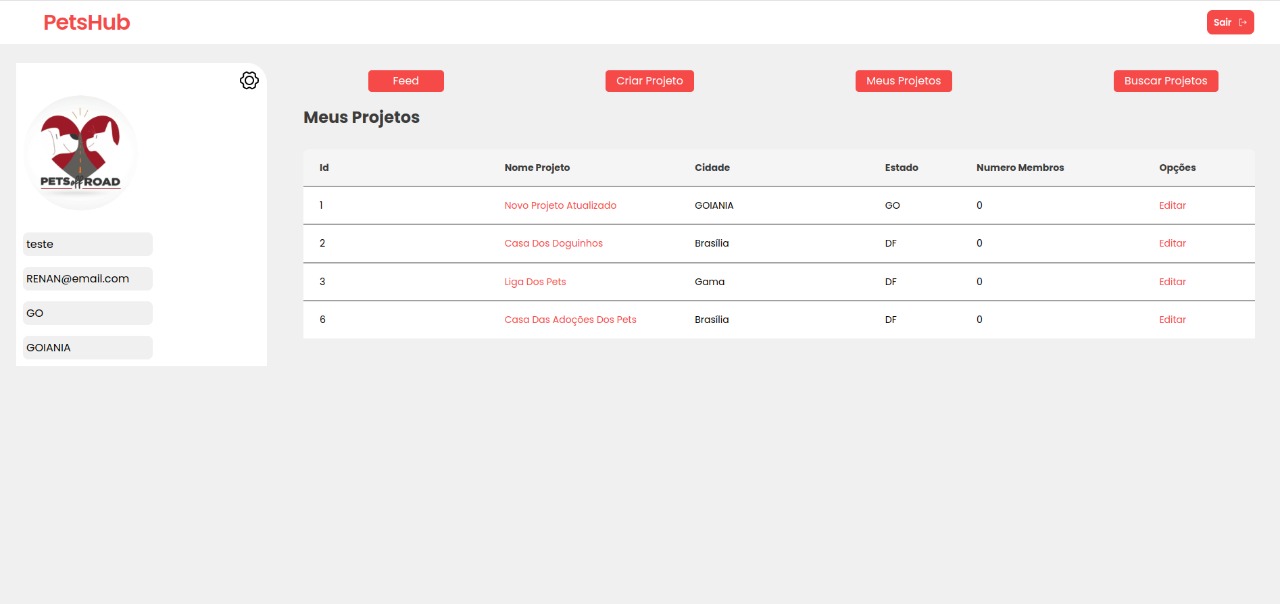 PetsHub
Sair
Feed Criar Projeto Meus Projetos Buscar Projetos
PETS off ROAD
teste
RENAN@email.com
GO
GOIANIA
Meus Projetos
Id Nome Projeto Cidade Estado Numero Membros Opções
1 Novo Projeto Atualizado GOIANIA GO 0 Editar
2 Casa Dos Doguinhos Brasília DF 0 Editar
3 Liga Dos Pets Gama DF 0 Editar
6 Casa Das Adoções Dos Pets Brasília DF 0 Editar